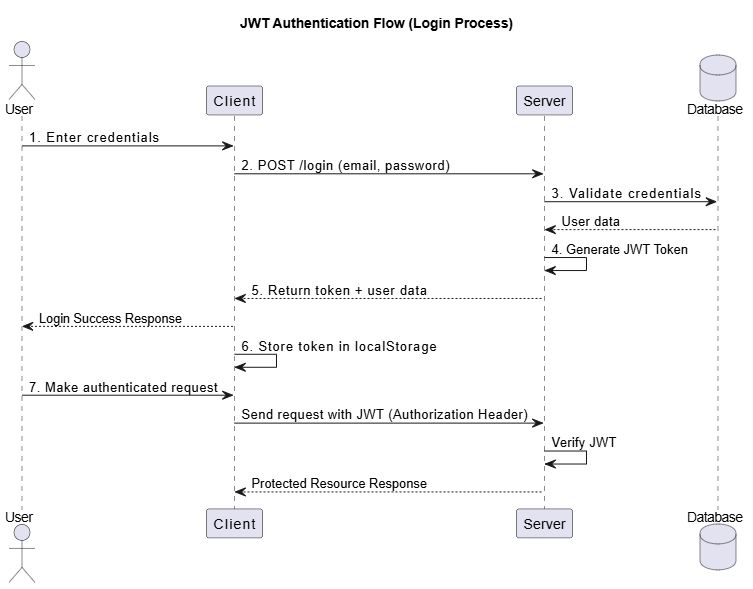 JWT Authentication Flow (Login Process)
User
Client
Server
Database
1. Enter credentials
2. POST /login (email, password)
3. Validate credentials
User data
4. Generate JWT Token
5. Return token + user data
Login Success Response
6. Store token in localStorage
7. Make authenticated request
Send request with JWT (Authorization Header)
Verify JWT
Protected Resource Response
User
Client
Server
Database